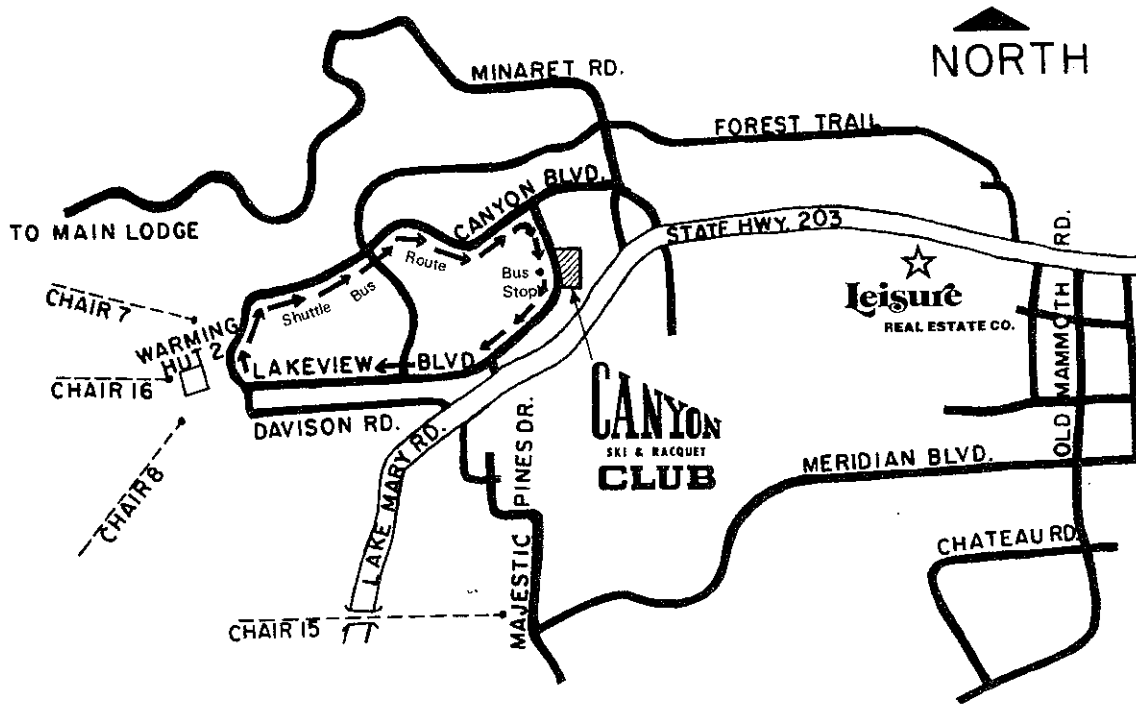 NORTH
MINARET RD.
FOREST TRAIL
CANYON BLVD.
TO MAIN LODGE
STATE HWY. 203
Shuttle Bus Route
Bus
Stop
Leisure
REAL ESTATE CO.
OLD MAMMOTH RD.
CHAIR 7
WARMING
HUT 2
CHAIR 16
LAKEVIEW BLVD.
DAVISON RD.
CHAIR 8
LAKE MARY RD.
MAJESTIC PINES DR.
CANYON
SKI & RACQUET
CLUB
MERIDIAN BLVD.
CHATEAU RD.
CHAIR 15